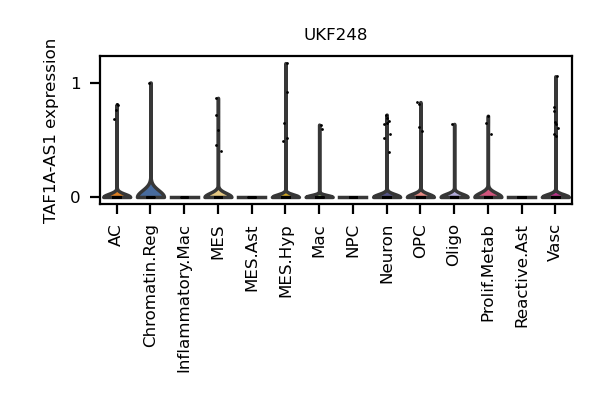 UKF248
TAF1A-AS1 expression
1
0
AC
Chromatin.Reg
Inflammatory.Mac
MES
MES.Ast
MES.Hyp
Mac
NPC
Neuron
OPC
Oligo
Prolif.Metab
Reactive.Ast
Vasc